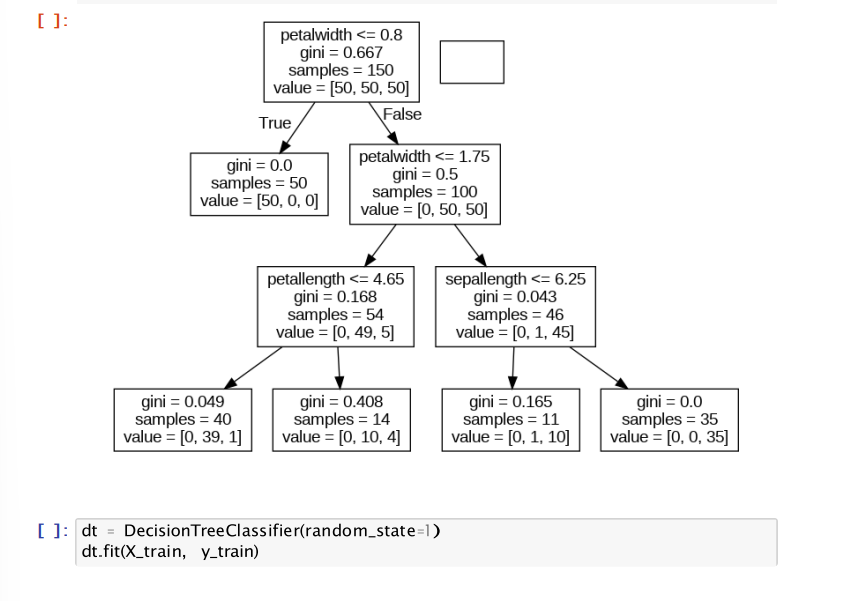 [ ]:
petalwidth <= 0.8
gini = 0.667
samples = 150
value = [50, 50, 50]
True
False
gini = 0.0
samples = 50
value = [50, 0, 0]
petalwidth <= 1.75
gini = 0.5
samples = 100
value = [0, 50, 50]
petallength <= 4.65
gini = 0.168
samples = 54
value = [0, 49, 5]
sepallength <= 6.25
gini = 0.043
samples = 46
value = [0, 1, 45]
gini = 0.049
samples = 40
value = [0, 39, 1]
gini = 0.408
samples = 14
value = [0, 10, 4]
gini = 0.165
samples = 11
value = [0, 1, 10]
gini = 0.0
samples = 35
value = [0, 0, 35]
[ ]: dt = DecisionTreeClassifier(random_state=1)
dt.fit(X_train, y_train)